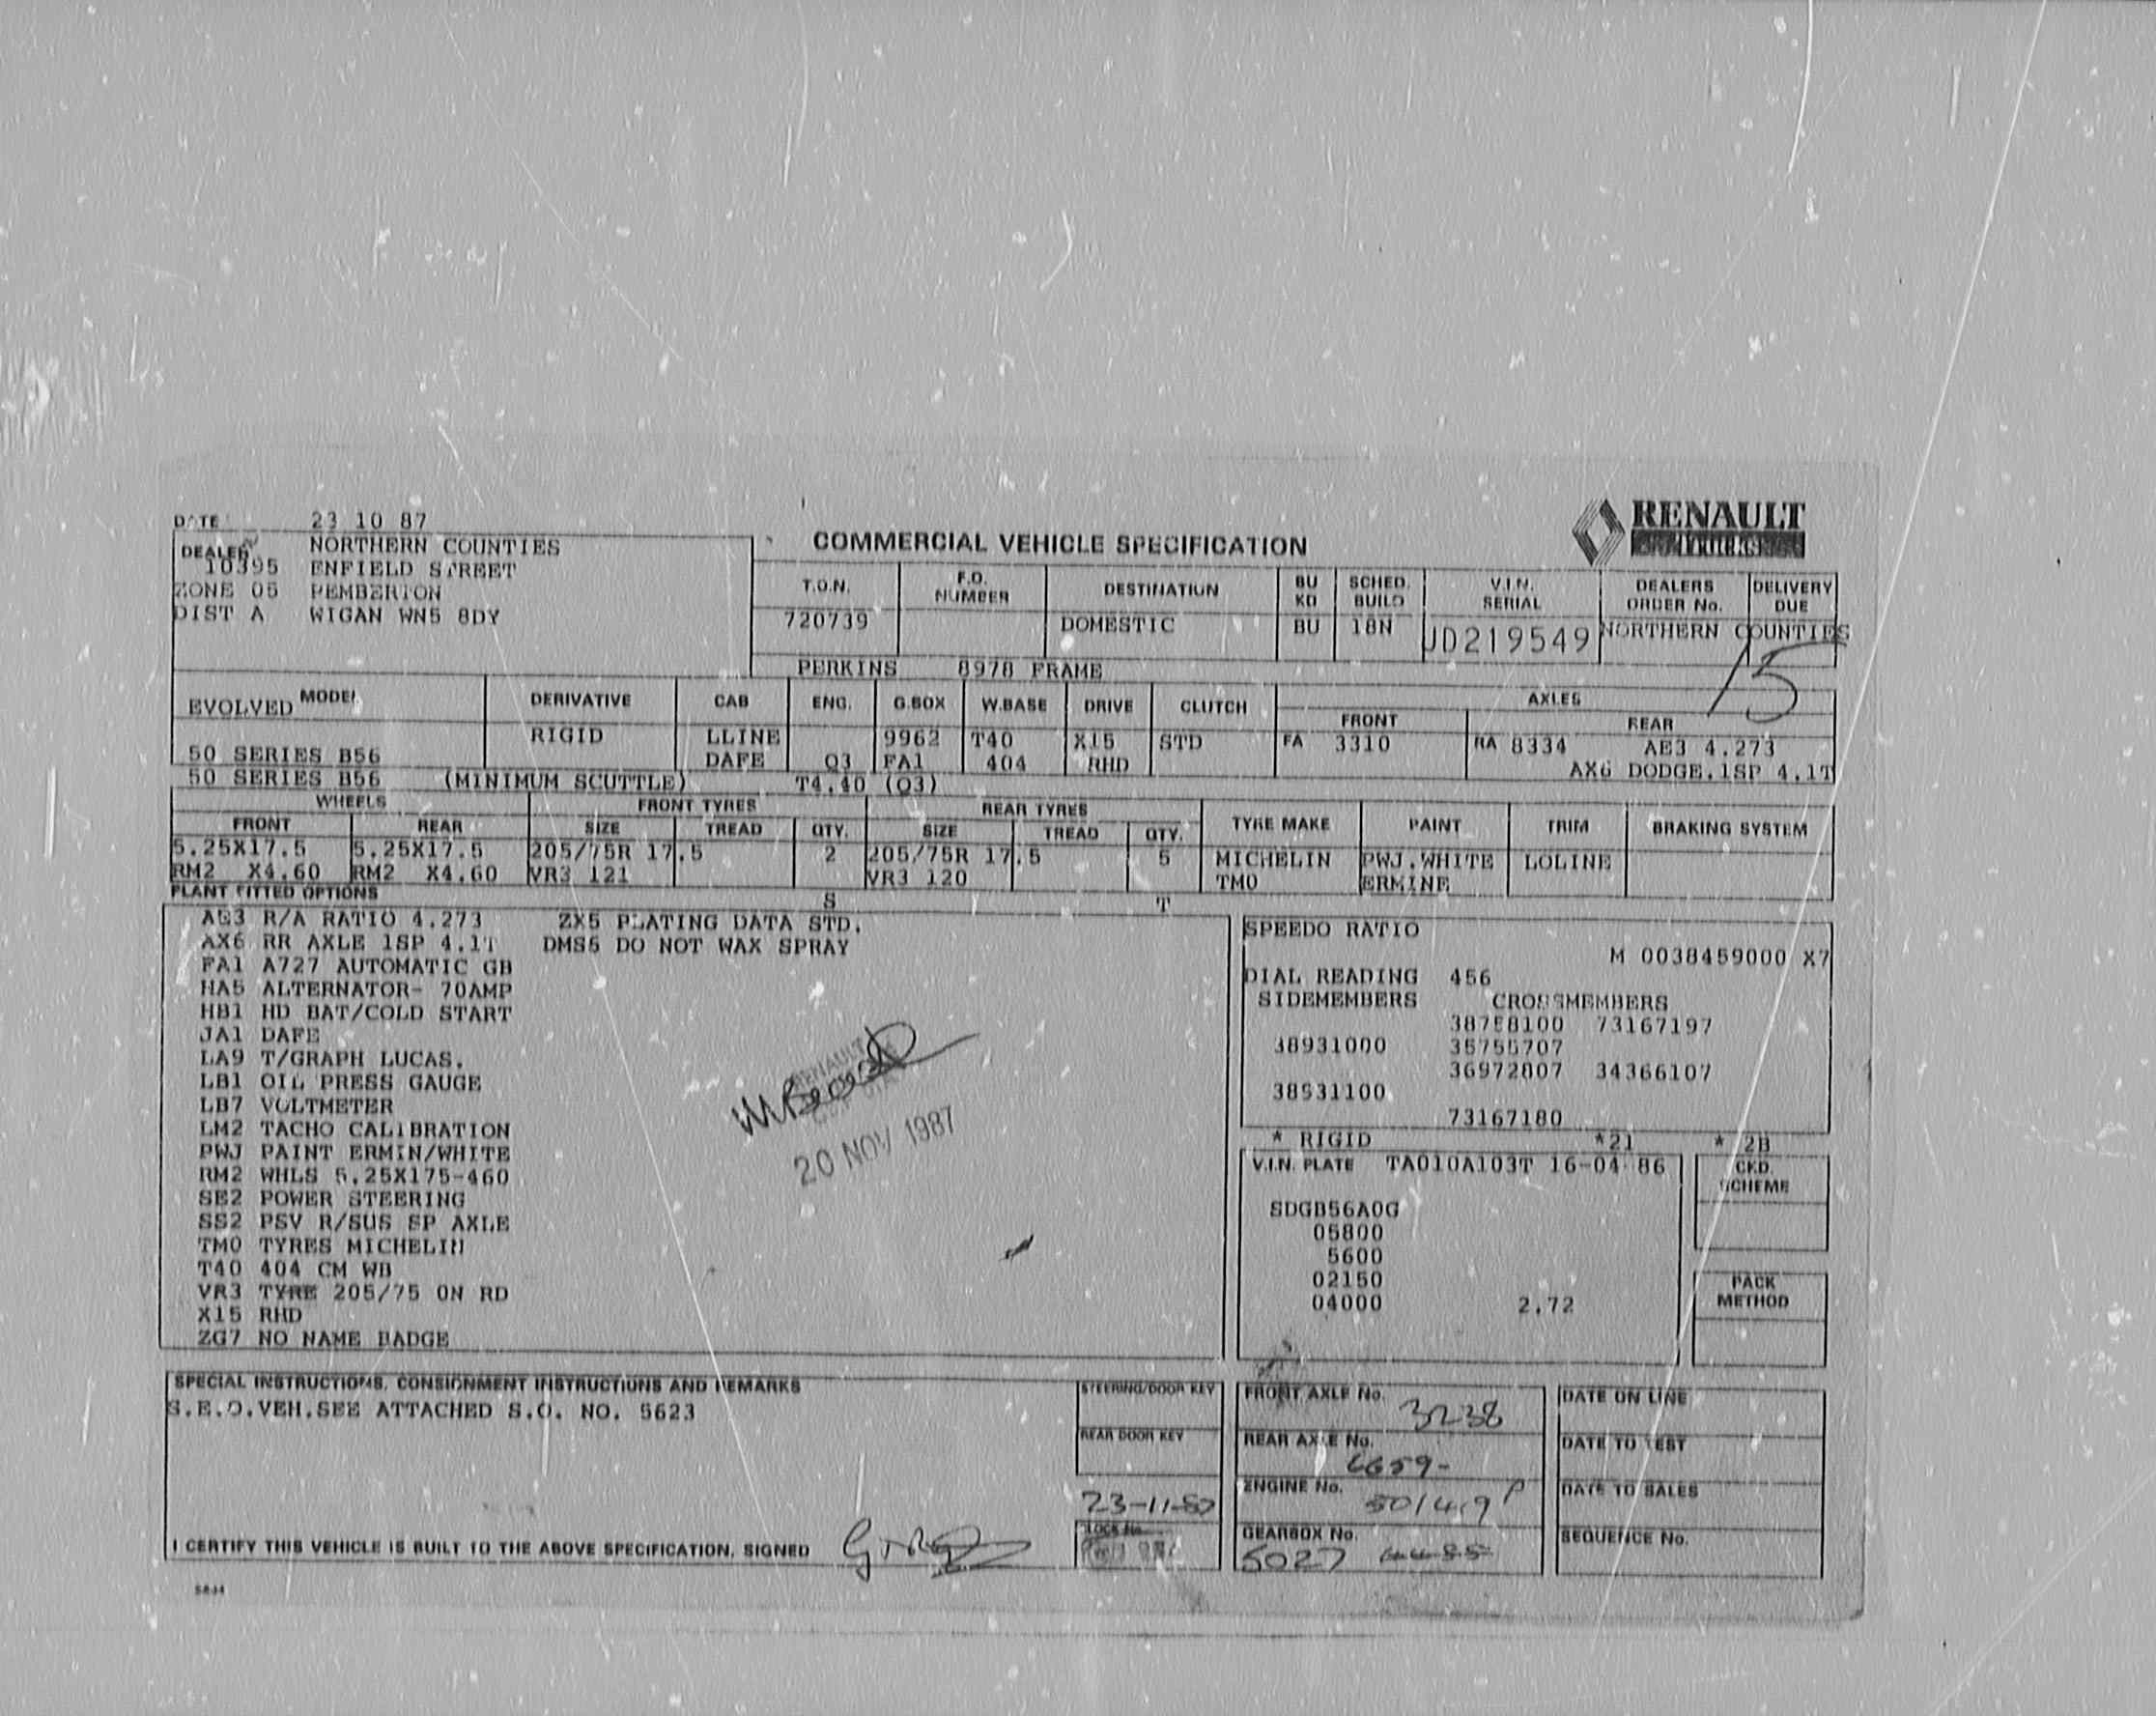 RENAULT
TRUCKS
DATE 23 10 87
DEALER NORTHERN COUNTIES
10395 ENFIELD STREET
ZONE 05 PEMBERTON
DIST A WIGAN WN5 8DY
COMMERCIAL VEHICLE SPECIFICATION
T.O.N. F.O. NUMBER DESTINATION BU KD SCHED. BUILD V.I.N. SERIAL DEALERS ORDER No. DELIVERY DUE
720739 DOMESTIC BU 18N JD219549 NORTHERN COUNTIES
15
PERKINS 8978 FRAME
MODEL DERIVATIVE CAB ENG. G.BOX W.BASE DRIVE CLUTCH AXLES
FRONT REAR
EVOLVED
RIGID LLINE 9962 T40 X15 STD FA 3310 RA 8334 AE3 4.273
50 SERIES B56 DAFE Q3 FA1 404 RHD AX6 DODGE.1SP 4.1T
50 SERIES B56 (MINIMUM SCUTTLE) T4.40 (Q3)
WHEELS FRONT TYRES REAR TYRES
FRONT REAR SIZE TREAD QTY. SIZE TREAD QTY. TYRE MAKE PAINT TRIM BRAKING SYSTEM
5.25X17.5 5.25X17.5 205/75R 17.5 2 205/75R 17.5 5 MICHELIN PWJ.WHITE LOLINE
RM2 X4.60 RM2 X4.60 VR3 121 VR3 120 TM0 ERMINE
PLANT FITTED OPTIONS S T
AE3 R/A RATIO 4.273 ZX5 PLATING DATA STD.
AX6 RR AXLE 1SP 4.1T DMS5 DO NOT WAX SPRAY
FA1 A727 AUTOMATIC GB
HA5 ALTERNATOR- 70AMP
HB1 HD BAT/COLD START
JA1 DAFE
LA9 T/GRAPH LUCAS.
LB1 OIL PRESS GAUGE
LB7 VOLTMETER
LM2 TACHO CALIBRATION
PWJ PAINT ERMIN/WHITE
RM2 WHLS 5.25X175-460
SE2 POWER STEERING
SS2 PSV R/SUS SP AXLE
TM0 TYRES MICHELIN
T40 404 CM WB
VR3 TYRE 205/75 ON RD
X15 RHD
ZG7 NO NAME BADGE
RENAULT
20 NOV 1987
SPEEDO RATIO
M 0038459000 X7
DIAL READING 456
SIDEMEMBERS CROSSMEMBERS
38758100 73167197
38931000 35755707
36972807 34366107
38931100
73167180
* RIGID *21 * 2B
V.I.N. PLATE TA010A103T 16-04-86
SDGB56A0G
05800
5600
02150
04000 2.72
CKD. SCHEME
PACK METHOD
SPECIAL INSTRUCTIONS, CONSIGNMENT INSTRUCTIONS AND REMARKS
S.E.O.VEH.SEE ATTACHED S.O. NO. 5623
STEERING/DOOR KEY
REAR DOOR KEY
23-11-87
LOCK No.
I CERTIFY THIS VEHICLE IS BUILT TO THE ABOVE SPECIFICATION. SIGNED
FRONT AXLE No. 3238
REAR AXLE No. 6659-
ENGINE No. 501419 P
GEARBOX No. 5027
DATE ON LINE
DATE TO TEST
DATE TO SALES
SEQUENCE No.